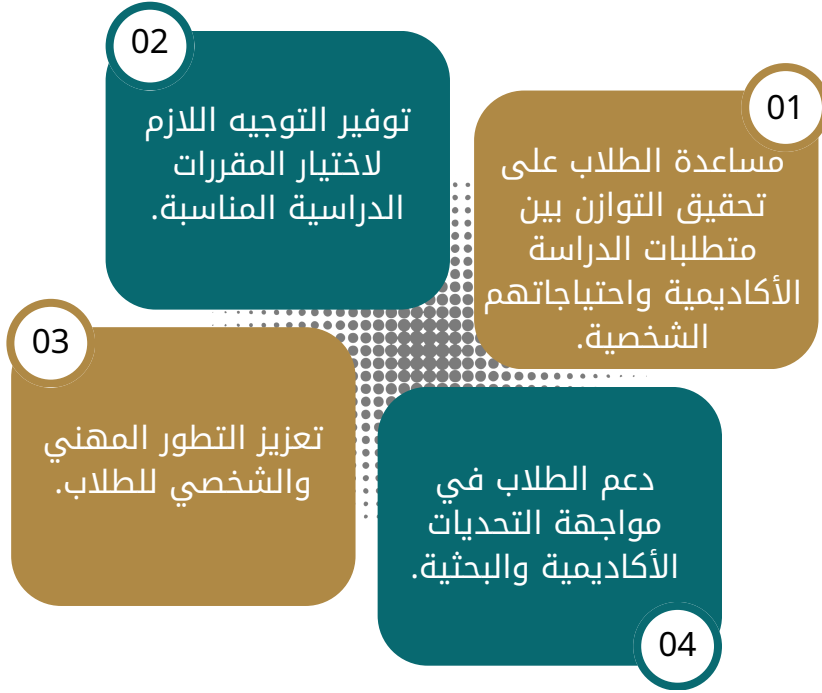 01
مساعدة الطلاب على
تحقيق التوازن بين
متطلبات الدراسة
الأكاديمية واحتياجاتهم
الشخصية.
02
توفير التوجيه اللازم
لاختيار المقررات
الدراسية المناسبة.
03
تعزيز التطور المهني
والشخصي للطلاب.
04
دعم الطلاب في
مواجهة التحديات
الأكاديمية والبحثية.